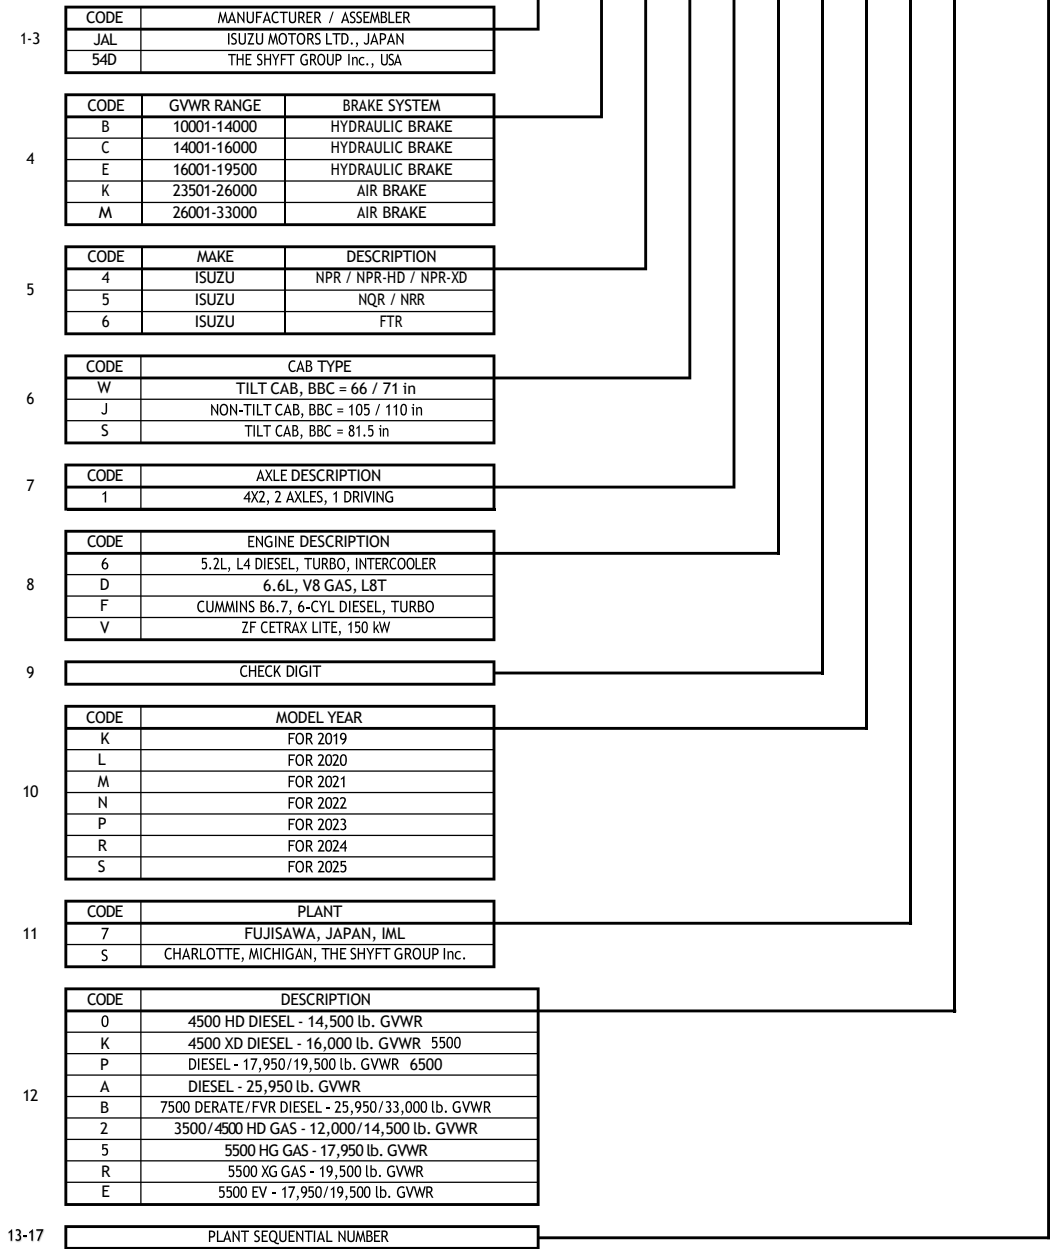 CODE MANUFACTURER / ASSEMBLER
1-3
JAL ISUZU MOTORS LTD., JAPAN
54D THE SHYFT GROUP Inc., USA
CODE GVWR RANGE BRAKE SYSTEM
B 10001-14000 HYDRAULIC BRAKE
C 14001-16000 HYDRAULIC BRAKE
4
E 16001-19500 HYDRAULIC BRAKE
K 23501-26000 AIR BRAKE
M 26001-33000 AIR BRAKE
CODE MAKE DESCRIPTION
4 ISUZU NPR / NPR-HD / NPR-XD
5
5 ISUZU NQR / NRR
6 ISUZU FTR
CODE CAB TYPE
W TILT CAB, BBC = 66 / 71 in
6
J NON-TILT CAB, BBC = 105 / 110 in
S TILT CAB, BBC = 81.5 in
CODE AXLE DESCRIPTION
7
1 4X2, 2 AXLES, 1 DRIVING
CODE ENGINE DESCRIPTION
6 5.2L, L4 DIESEL, TURBO, INTERCOOLER
8
D 6.6L, V8 GAS, L8T
F CUMMINS B6.7, 6-CYL DIESEL, TURBO
V ZF CETRAX LITE, 150 kW
9 CHECK DIGIT
CODE MODEL YEAR
K FOR 2019
L FOR 2020
M FOR 2021
10
N FOR 2022
P FOR 2023
R FOR 2024
S FOR 2025
CODE PLANT
11 7 FUJISAWA, JAPAN, IML
S CHARLOTTE, MICHIGAN, THE SHYFT GROUP Inc.
CODE DESCRIPTION
0 4500 HD DIESEL - 14,500 lb. GVWR
K 4500 XD DIESEL - 16,000 lb. GVWR 5500
P DIESEL - 17,950/19,500 lb. GVWR 6500
A DIESEL - 25,950 lb. GVWR
12
B 7500 DERATE/FVR DIESEL - 25,950/33,000 lb. GVWR
2 3500/4500 HD GAS - 12,000/14,500 lb. GVWR
5 5500 HG GAS - 17,950 lb. GVWR
R 5500 XG GAS - 19,500 lb. GVWR
E 5500 EV - 17,950/19,500 lb. GVWR
13-17 PLANT SEQUENTIAL NUMBER